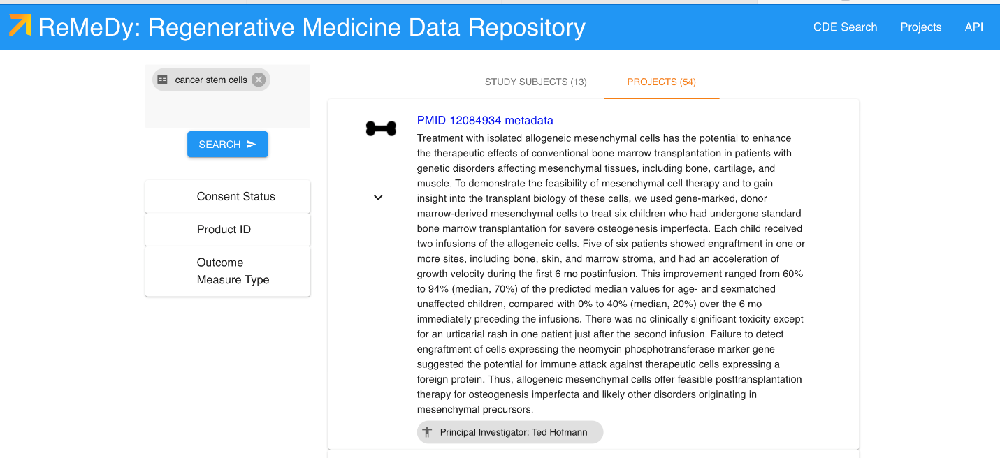 ReMeDy: Regenerative Medicine Data Repository
CDE Search
Projects
API
cancer stem cells
SEARCH
Consent Status
Product ID
Outcome
Measure Type
STUDY SUBJECTS (13)
PROJECTS (54)
PMID 12084934 metadata
Treatment with isolated allogeneic mesenchymal cells has the potential to enhance
the therapeutic effects of conventional bone marrow transplantation in patients with
genetic disorders affecting mesenchymal tissues, including bone, cartilage, and
muscle. To demonstrate the feasibility of mesenchymal cell therapy and to gain
insight into the transplant biology of these cells, we used gene-marked, donor
marrow-derived mesenchymal cells to treat six children who had undergone standard
bone marrow transplantation for severe osteogenesis imperfecta. Each child received
two infusions of the allogeneic cells. Five of six patients showed engraftment in one or
more sites, including bone, skin, and marrow stroma, and had an acceleration of
growth velocity during the first 6 mo postinfusion. This improvement ranged from 60%
to 94% (median, 70%) of the predicted median values for age- and sexmatched
unaffected children, compared with 0% to 40% (median, 20%) over the 6 mo
immediately preceding the infusions. There was no clinically significant toxicity except
for an urticarial rash in one patient just after the second infusion. Failure to detect
engraftment of cells expressing the neomycin phosphotransferase marker gene
suggested the potential for immune attack against therapeutic cells expressing a
foreign protein. Thus, allogeneic mesenchymal cells offer feasible posttransplantation
therapy for osteogenesis imperfecta and likely other disorders originating in
mesenchymal precursors.
Principal Investigator: Ted Hofmann